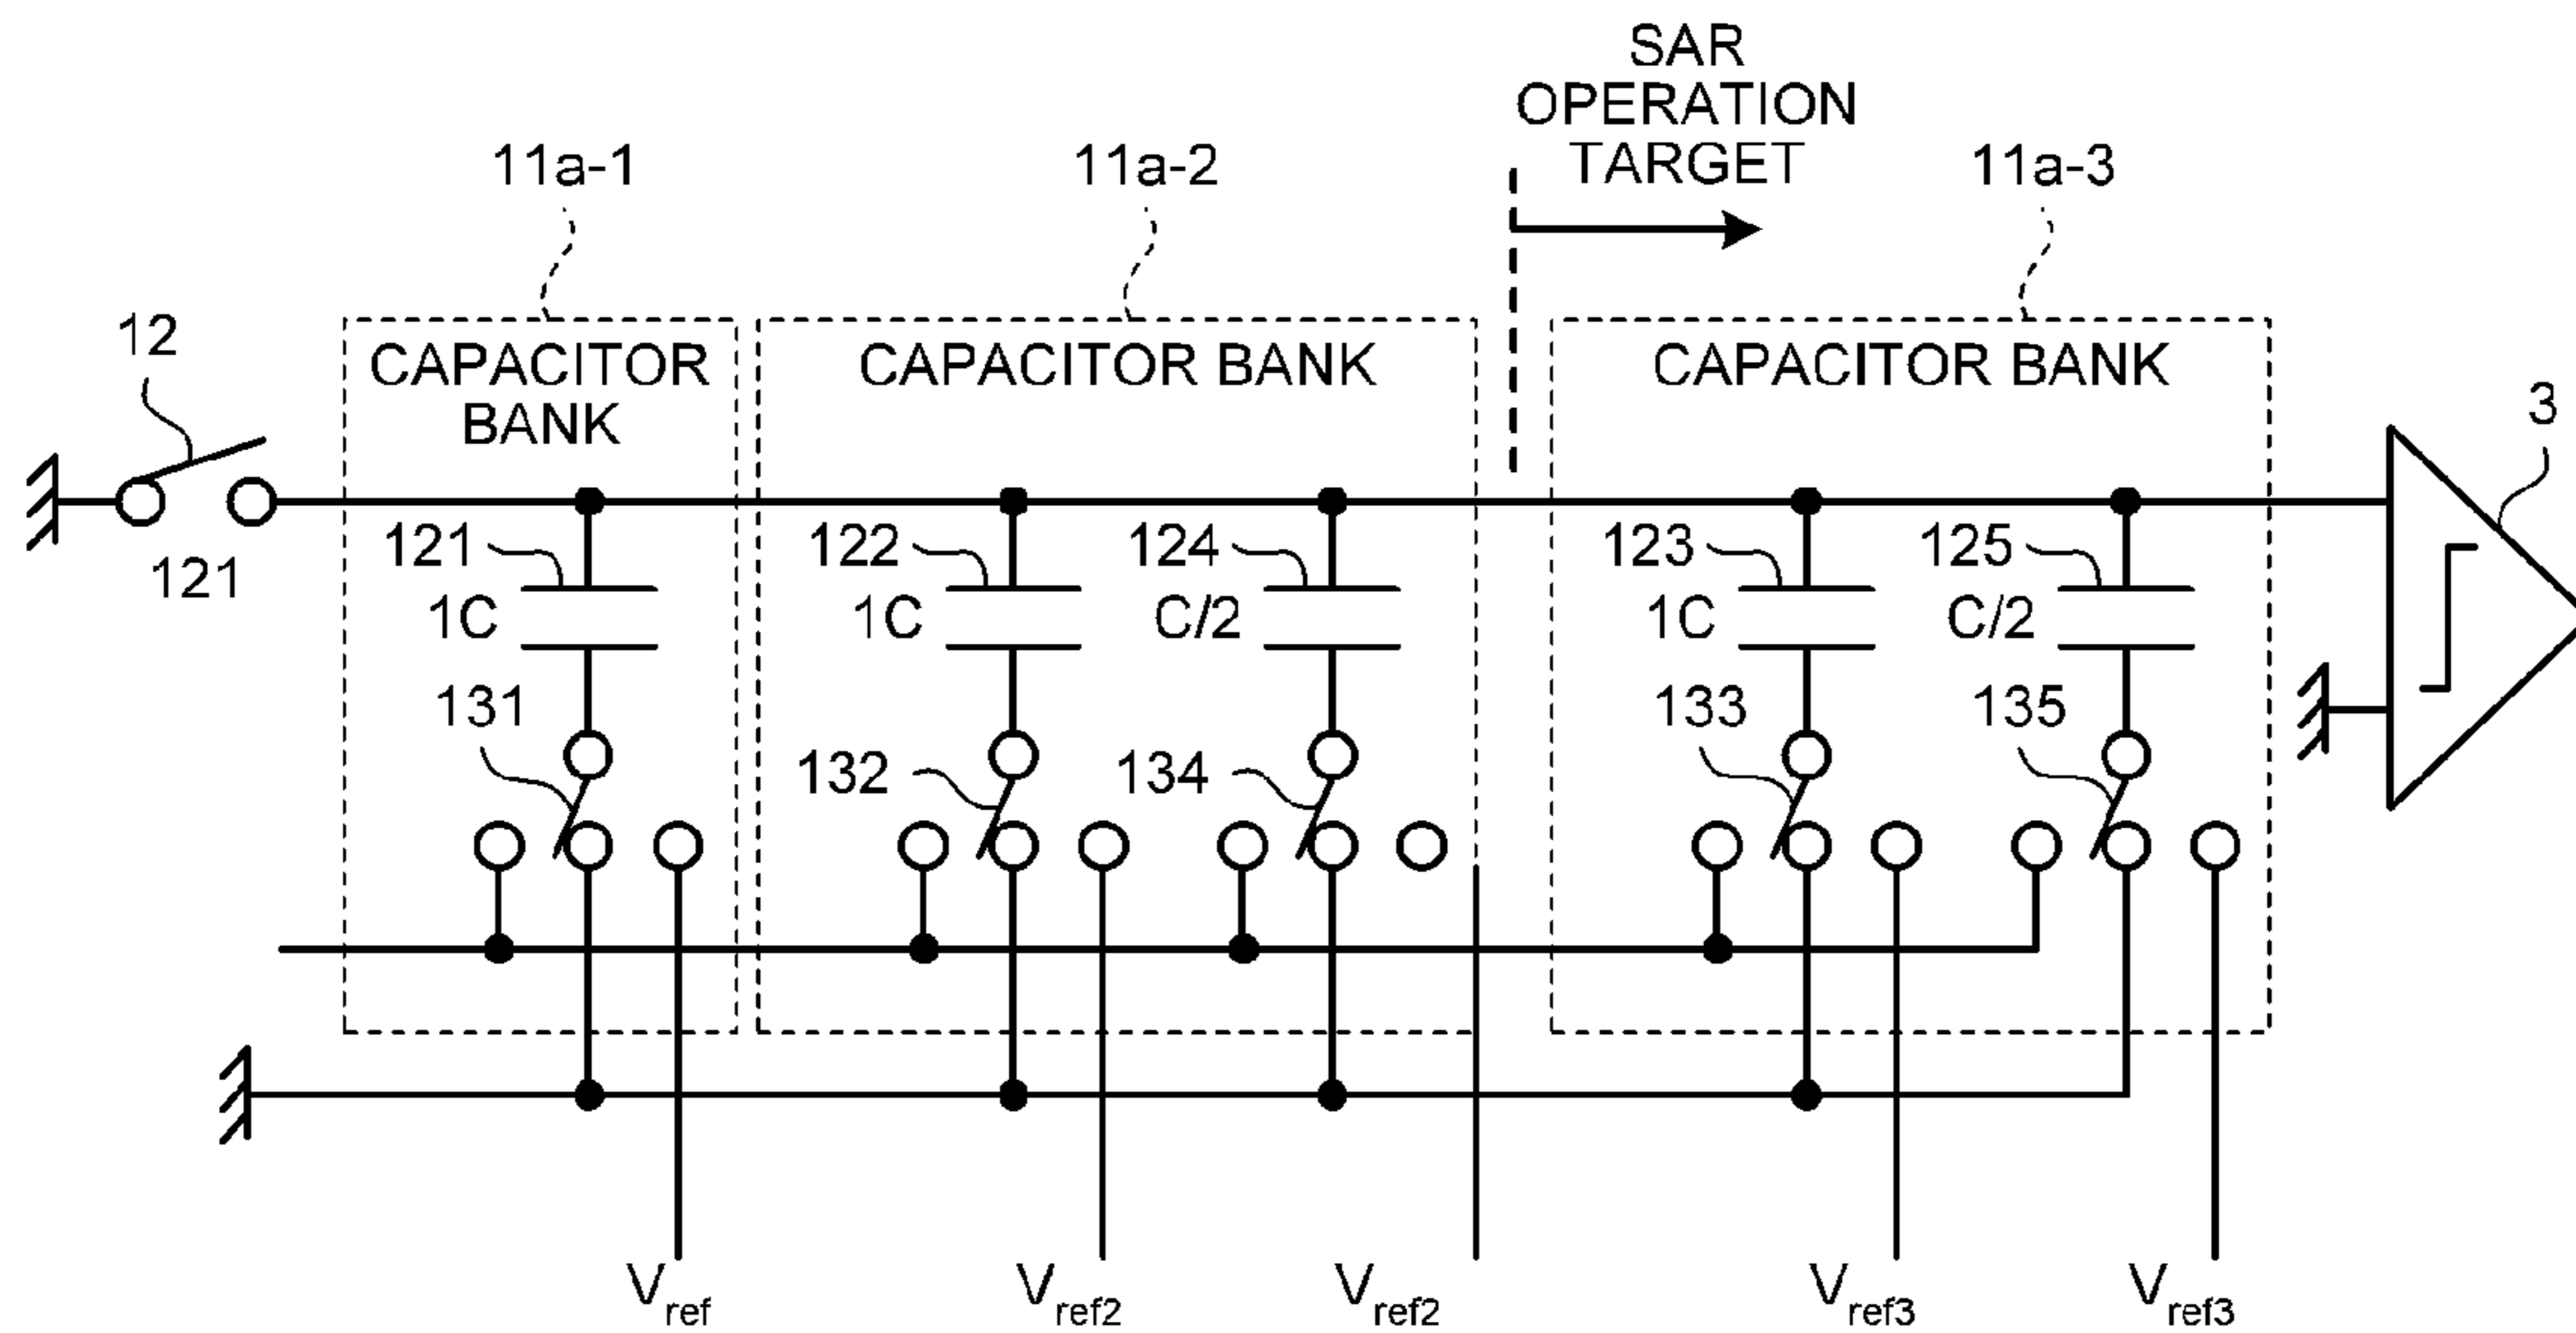 SAR
OPERATION
TARGET
11a-1
11a-2
11a-3
12
CAPACITOR
BANK
CAPACITOR BANK
CAPACITOR BANK
3
121
121
1C
122
1C
124
C/2
123
1C
125
C/2
131
132
134
133
135
Vref
Vref2
Vref2
Vref3
Vref3